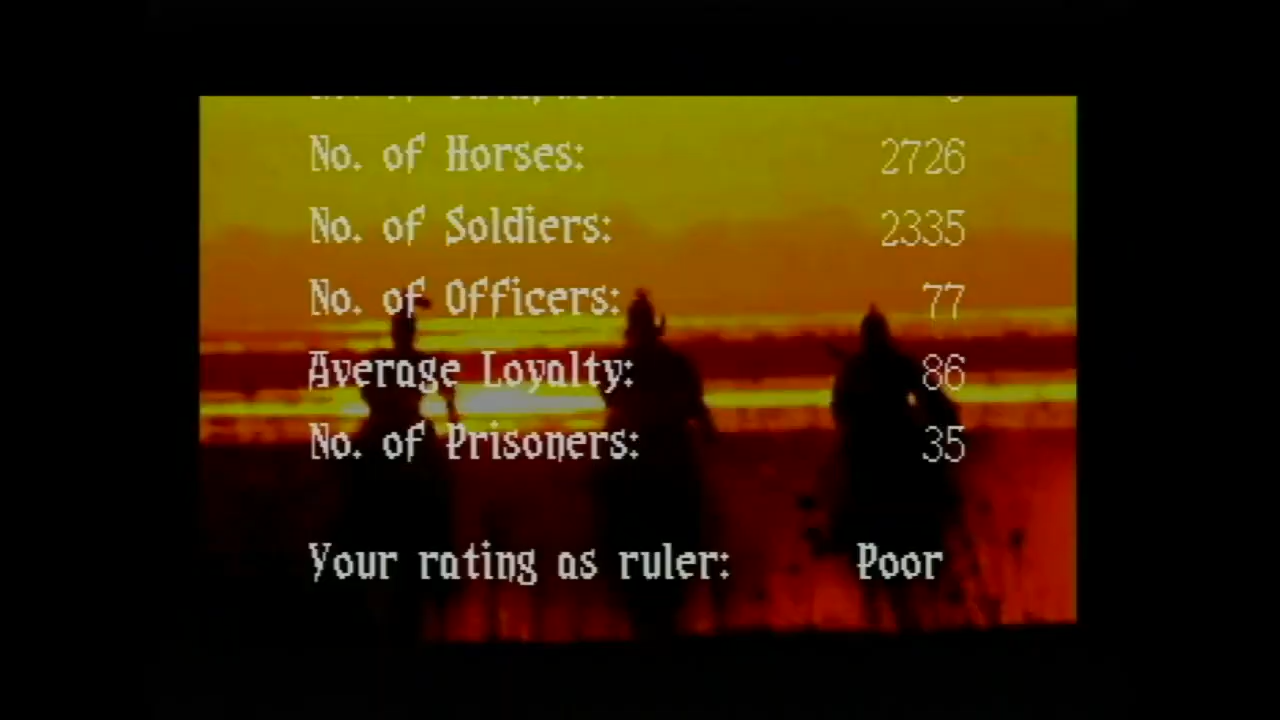 No. of Horses: 2726
No. of Soldiers: 2335
No. of Officers: 77
Average Loyalty: 86
No. of Prisoners: 35
Your rating as ruler: Poor